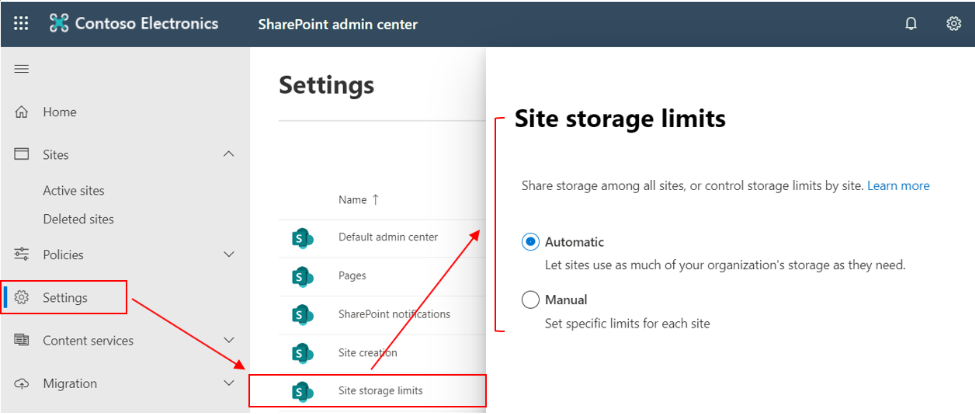 Contoso Electronics
SharePoint admin center
Home
Sites
Active sites
Deleted sites
Policies
Settings
Content services
Migration
Settings
Name ↑
Default admin center
Pages
SharePoint notifications
Site creation
Site storage limits
Site storage limits
Share storage among all sites, or control storage limits by site. Learn more
Automatic
Let sites use as much of your organization's storage as they need.
Manual
Set specific limits for each site